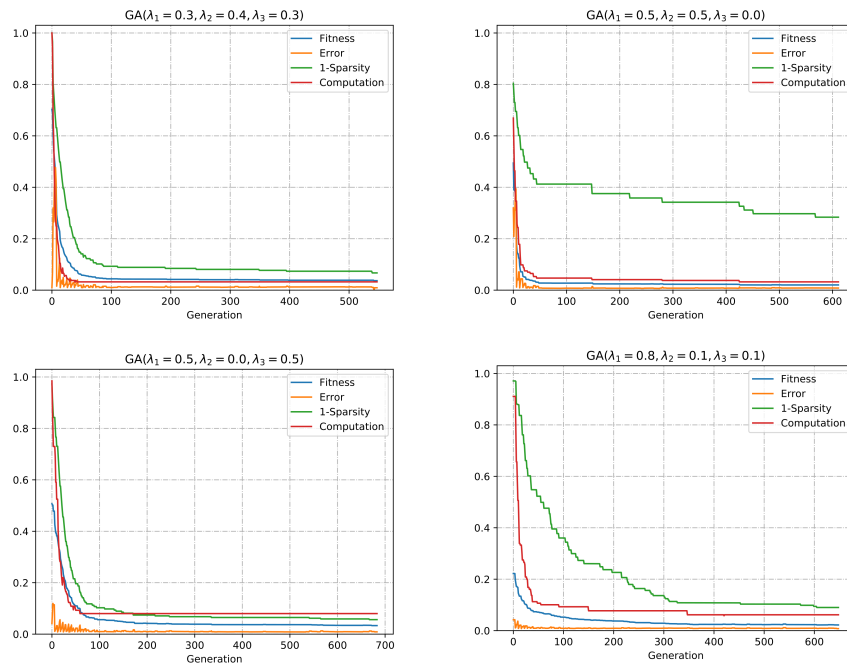 GA(λ₁ = 0.3, λ₂ = 0.4, λ₃ = 0.3)
Fitness
Error
1-Sparsity
Computation
1.0
0.8
0.6
0.4
0.2
0.0
0 100 200 300 400 500
Generation
GA(λ₁ = 0.5, λ₂ = 0.5, λ₃ = 0.0)
Fitness
Error
1-Sparsity
Computation
1.0
0.8
0.6
0.4
0.2
0.0
0 100 200 300 400 500 600
Generation
GA(λ₁ = 0.5, λ₂ = 0.0, λ₃ = 0.5)
Fitness
Error
1-Sparsity
Computation
1.0
0.8
0.6
0.4
0.2
0.0
0 100 200 300 400 500 600 700
Generation
GA(λ₁ = 0.8, λ₂ = 0.1, λ₃ = 0.1)
Fitness
Error
1-Sparsity
Computation
1.0
0.8
0.6
0.4
0.2
0.0
0 100 200 300 400 500 600
Generation